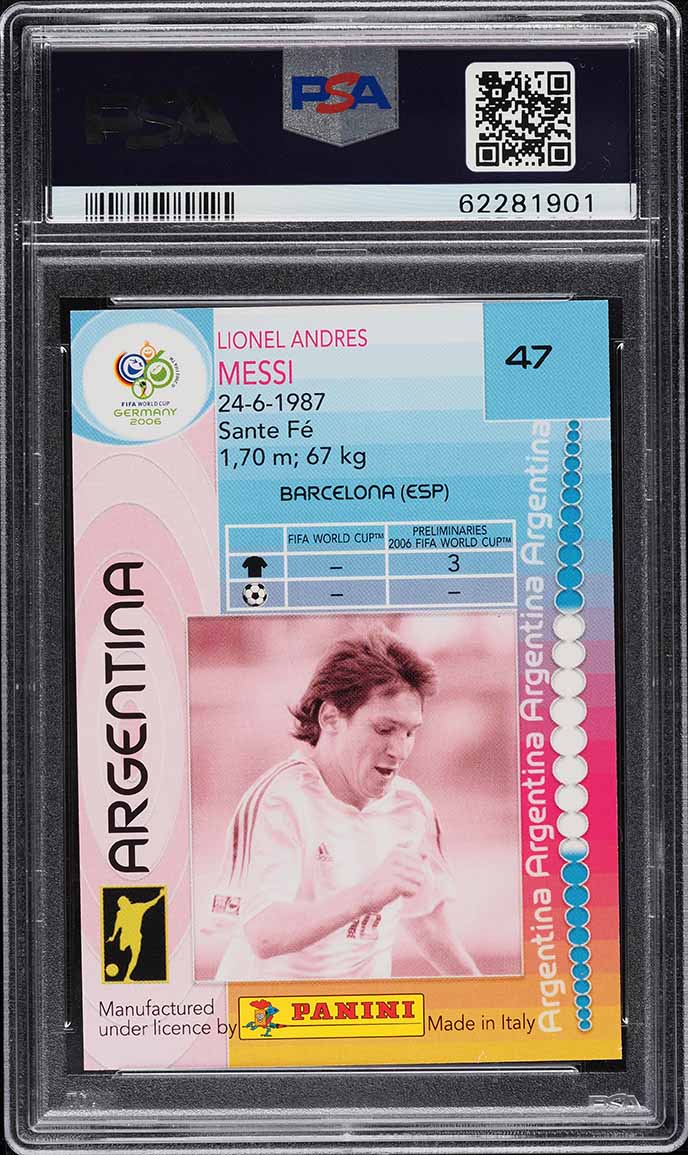 PSA
PSA
62281901
LIONEL ANDRES
MESSI
24-6-1987
Sante Fé
1,70 m; 67 kg
47
BARCELONA (ESP)
FIFA WORLD CUP™
GERMANY
2006
FIFA WORLD CUP™
PRELIMINARIES
2006 FIFA WORLD CUP™
– 3
– –
ARGENTINA
Argentina Argentina Argentina Argentina Argentina
Manufactured
under licence by
PANINI
Made in Italy
PSA